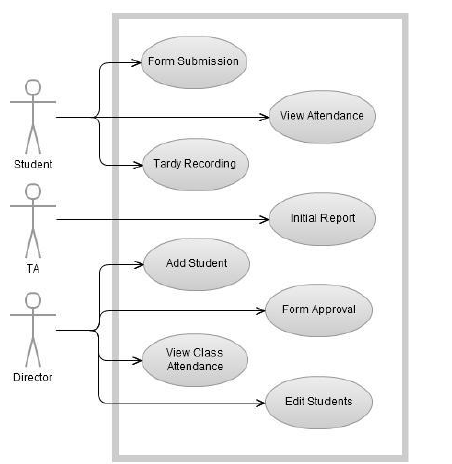 Form Submission
View Attendance
Student
Tardy Recording
Initial Report
TA
Add Student
Form Approval
View Class
Attendance
Director
Edit Students